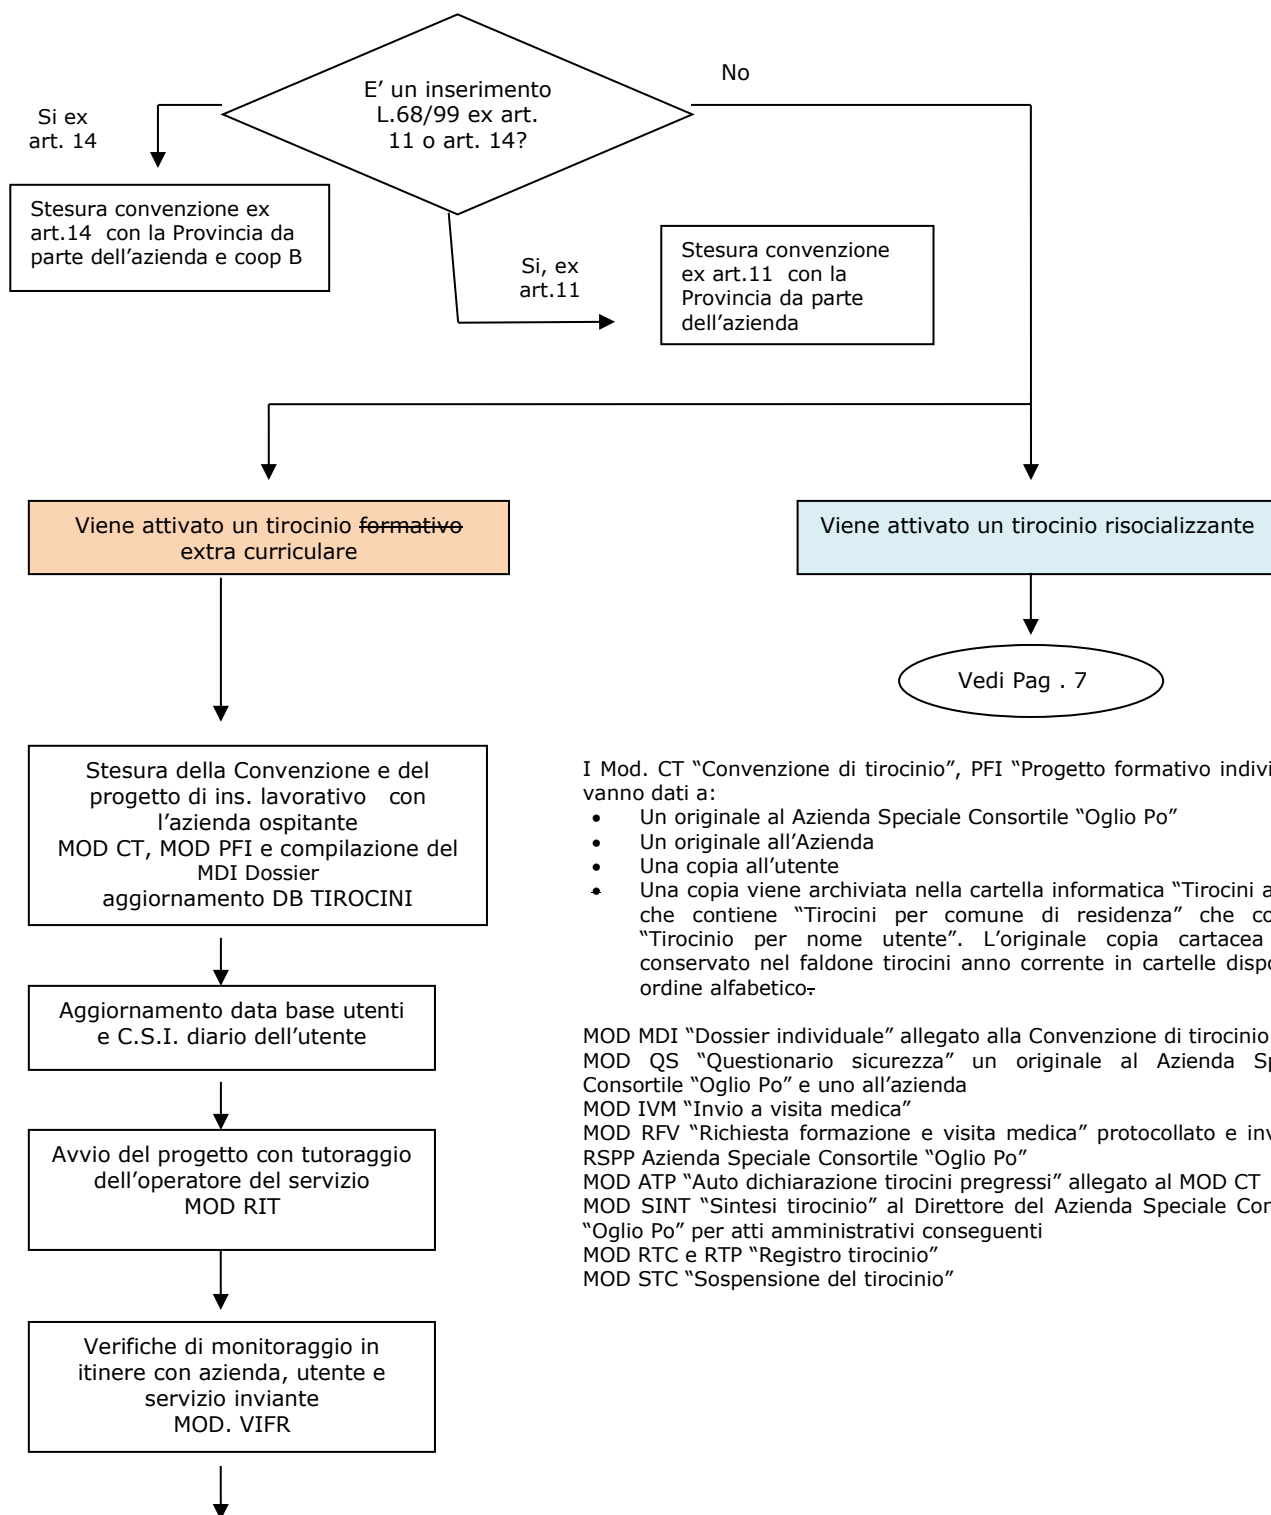 E’ un inserimento
L.68/99 ex art.
11 o art. 14?
No
Si ex
art. 14
Stesura convenzione ex
art.14 con la Provincia da
parte dell’azienda e coop B
Si, ex
art.11
Stesura convenzione
ex art.11 con la
Provincia da parte
dell’azienda
Viene attivato un tirocinio formativo
extra curriculare
Viene attivato un tirocinio risocializzante
Vedi Pag . 7
Stesura della Convenzione e del
progetto di ins. lavorativo con
l’azienda ospitante
MOD CT, MOD PFI e compilazione del
MDI Dossier
aggiornamento DB TIROCINI
Aggiornamento data base utenti
e C.S.I. diario dell’utente
Avvio del progetto con tutoraggio
dell’operatore del servizio
MOD RIT
Verifiche di monitoraggio in
itinere con azienda, utente e
servizio inviante
MOD. VIFR
I Mod. CT “Convenzione di tirocinio”, PFI “Progetto formativo indivi
vanno dati a:
• Un originale al Azienda Speciale Consortile “Oglio Po”
• Un originale all’Azienda
• Una copia all’utente
• Una copia viene archiviata nella cartella informatica “Tirocini a
che contiene “Tirocini per comune di residenza” che co
“Tirocinio per nome utente”. L’originale copia cartacea
conservato nel faldone tirocini anno corrente in cartelle dispo
ordine alfabetico.
MOD MDI “Dossier individuale” allegato alla Convenzione di tirocinio
MOD QS “Questionario sicurezza” un originale al Azienda Sp
Consortile “Oglio Po” e uno all’azienda
MOD IVM “Invio a visita medica”
MOD RFV “Richiesta formazione e visita medica” protocollato e inv
RSPP Azienda Speciale Consortile “Oglio Po”
MOD ATP “Auto dichiarazione tirocini pregressi” allegato al MOD CT
MOD SINT “Sintesi tirocinio” al Direttore del Azienda Speciale Con
“Oglio Po” per atti amministrativi conseguenti
MOD RTC e RTP “Registro tirocinio”
MOD STC “Sospensione del tirocinio”